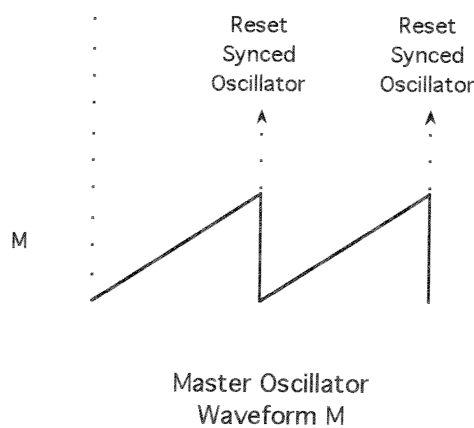 Reset
Synced
Oscillator
Reset
Synced
Oscillator
M
Master Oscillator
Waveform M